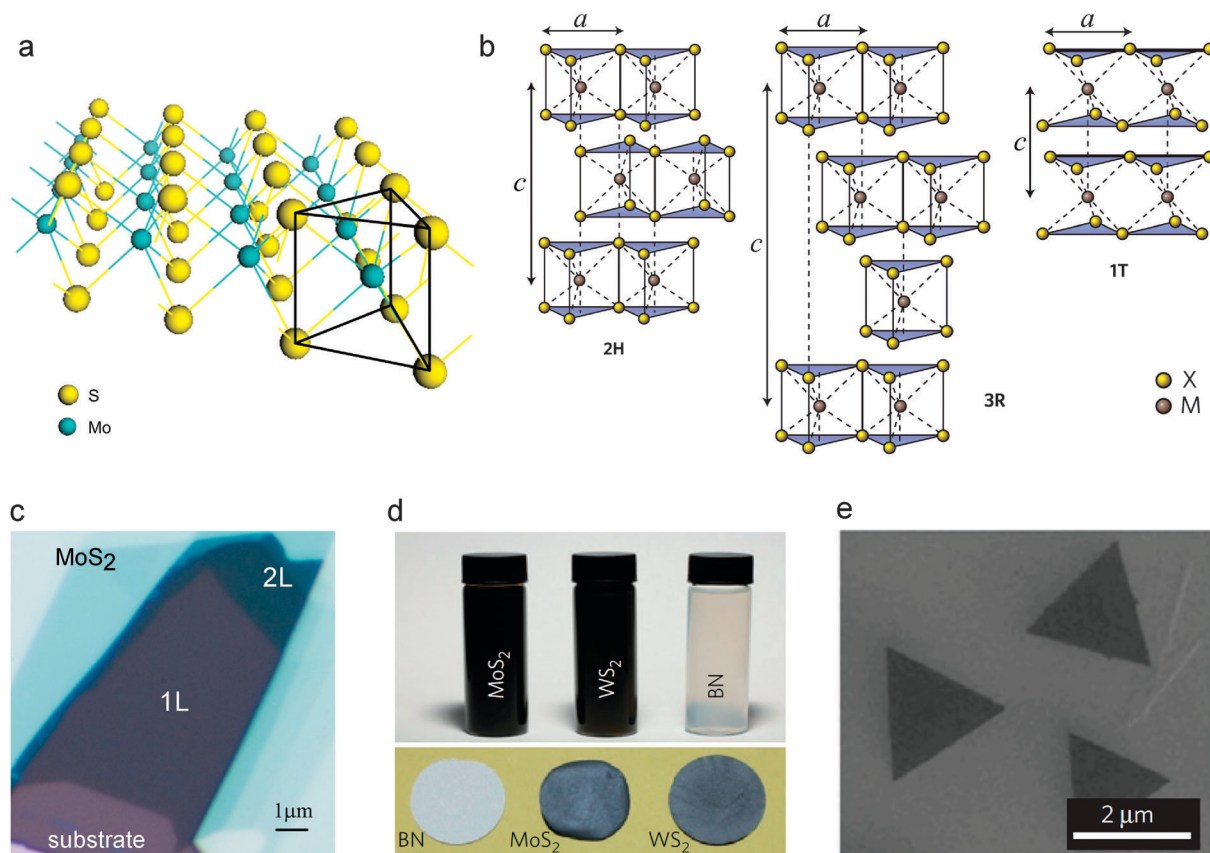 a
S
Mo
b
a
c
2H
a
c
3R
a
c
1T
X
M
c
MoS₂
2L
1L
substrate
1μm
d
MoS₂
WS₂
BN
BN
MoS₂
WS₂
e
2 μm